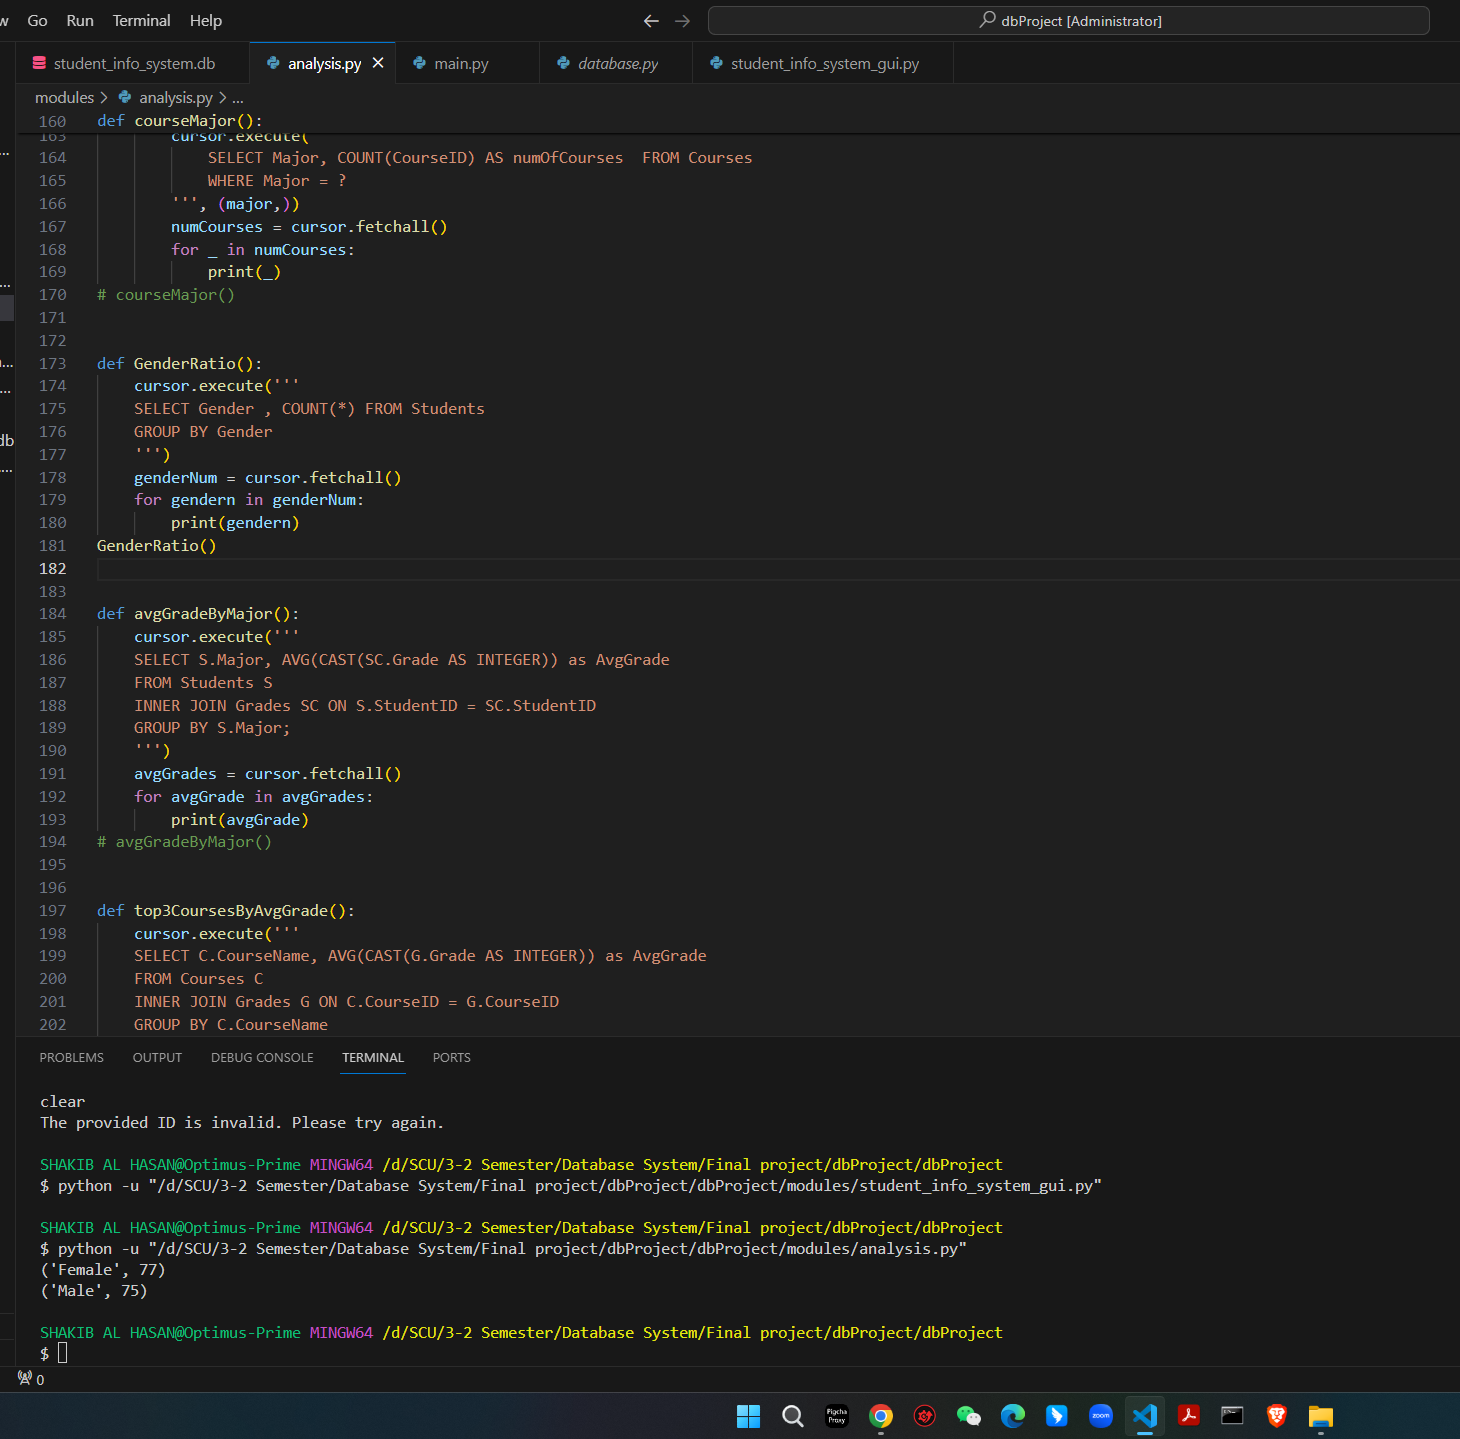 w Go Run Terminal Help
dbProject [Administrator]
student_info_system.db analysis.py main.py database.py student_info_system_gui.py
modules > analysis.py > ...
160 def courseMajor():
163 cursor.execute(
164 SELECT Major, COUNT(CourseID) AS numOfCourses  FROM Courses
165 WHERE Major = ?
166 ''', (major,))
167 numCourses = cursor.fetchall()
168 for _ in numCourses:
169 print(_)
170 # courseMajor()
171
172
173 def GenderRatio():
174 cursor.execute('''
175 SELECT Gender , COUNT(*) FROM Students
176 GROUP BY Gender
177 ''')
178 genderNum = cursor.fetchall()
179 for gendern in genderNum:
180 print(gendern)
181 GenderRatio()
182
183
184 def avgGradeByMajor():
185 cursor.execute('''
186 SELECT S.Major, AVG(CAST(SC.Grade AS INTEGER)) as AvgGrade
187 FROM Students S
188 INNER JOIN Grades SC ON S.StudentID = SC.StudentID
189 GROUP BY S.Major;
190 ''')
191 avgGrades = cursor.fetchall()
192 for avgGrade in avgGrades:
193 print(avgGrade)
194 # avgGradeByMajor()
195
196
197 def top3CoursesByAvgGrade():
198 cursor.execute('''
199 SELECT C.CourseName, AVG(CAST(G.Grade AS INTEGER)) as AvgGrade
200 FROM Courses C
201 INNER JOIN Grades G ON C.CourseID = G.CourseID
202 GROUP BY C.CourseName
db
PROBLEMS OUTPUT DEBUG CONSOLE TERMINAL PORTS
clear
The provided ID is invalid. Please try again.
SHAKIB AL HASAN@Optimus-Prime MINGW64 /d/SCU/3-2 Semester/Database System/Final project/dbProject/dbProject
$ python -u "/d/SCU/3-2 Semester/Database System/Final project/dbProject/dbProject/modules/student_info_system_gui.py"
SHAKIB AL HASAN@Optimus-Prime MINGW64 /d/SCU/3-2 Semester/Database System/Final project/dbProject/dbProject
$ python -u "/d/SCU/3-2 Semester/Database System/Final project/dbProject/dbProject/modules/analysis.py"
('Female', 77)
('Male', 75)
SHAKIB AL HASAN@Optimus-Prime MINGW64 /d/SCU/3-2 Semester/Database System/Final project/dbProject/dbProject
$
0
Figcha
Proxy
zoom